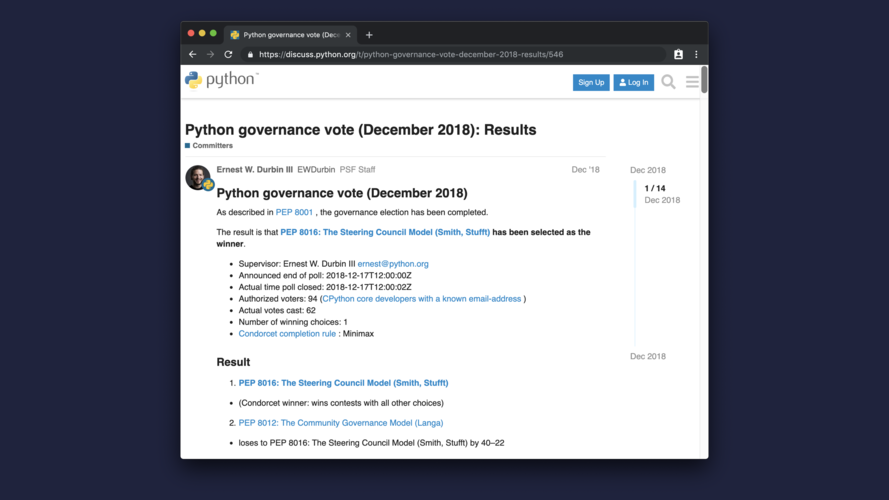 Python governance vote (Dece
https://discuss.python.org/t/python-governance-vote-december-2018-results/546
python™
Sign Up
Log In
Python governance vote (December 2018): Results
Committers
Ernest W. Durbin III EWDurbin PSF Staff
Dec '18
Dec 2018
1 / 14
Dec 2018
Python governance vote (December 2018)
As described in PEP 8001 , the governance election has been completed.
The result is that PEP 8016: The Steering Council Model (Smith, Stufft) has been selected as the
winner.
• Supervisor: Ernest W. Durbin III ernest@python.org
• Announced end of poll: 2018-12-17T12:00:00Z
• Actual time poll closed: 2018-12-17T12:00:02Z
• Authorized voters: 94 (CPython core developers with a known email-address )
• Actual votes cast: 62
• Number of winning choices: 1
• Condorcet completion rule : Minimax
Dec 2018
Result
1. PEP 8016: The Steering Council Model (Smith, Stufft)
• (Condorcet winner: wins contests with all other choices)
2. PEP 8012: The Community Governance Model (Langa)
• loses to PEP 8016: The Steering Council Model (Smith, Stufft) by 40–22